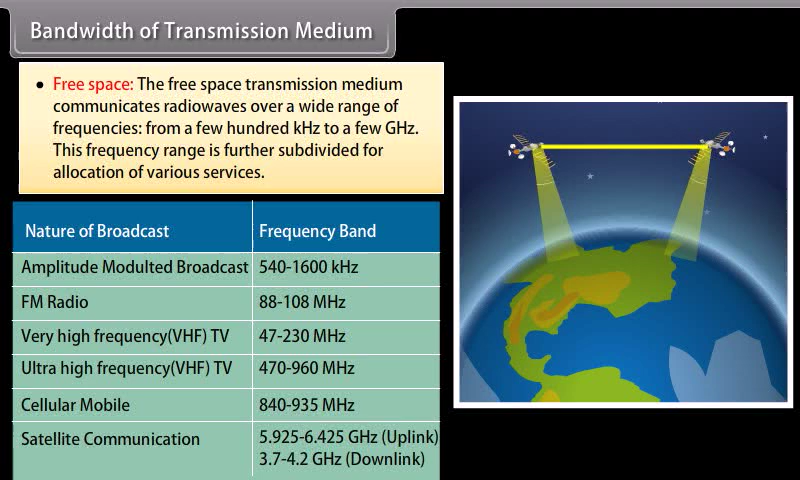 Bandwidth of Transmission Medium
• Free space: The free space transmission medium
communicates radiowaves over a wide range of
frequencies: from a few hundred kHz to a few GHz.
This frequency range is further subdivided for
allocation of various services.
Nature of Broadcast Frequency Band
Amplitude Modulted Broadcast 540-1600 kHz
FM Radio 88-108 MHz
Very high frequency(VHF) TV 47-230 MHz
Ultra high frequency(VHF) TV 470-960 MHz
Cellular Mobile 840-935 MHz
Satellite Communication 5.925-6.425 GHz (Uplink)
3.7-4.2 GHz (Downlink)